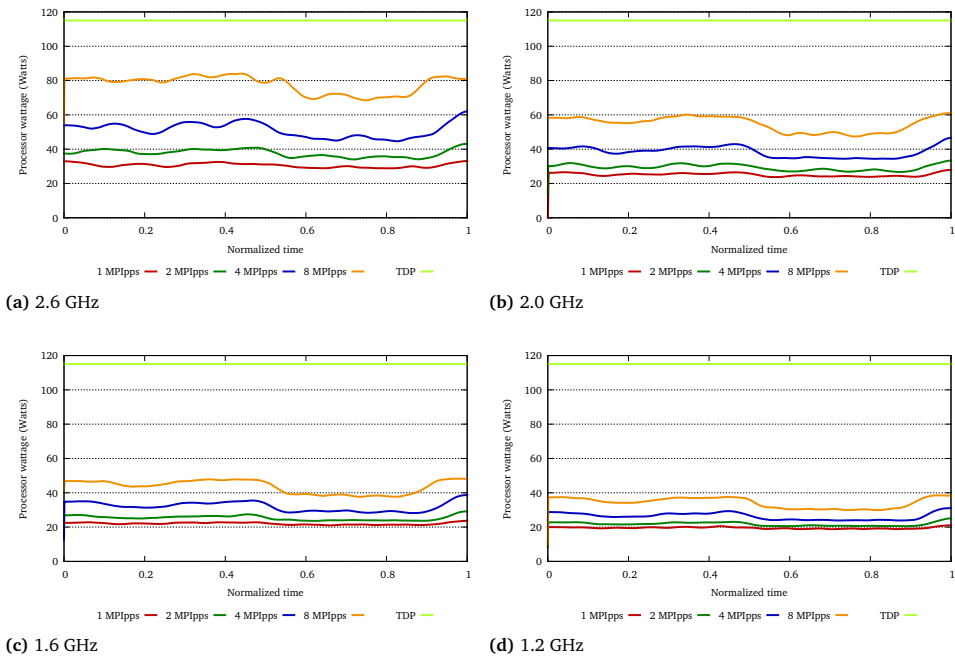 120
100
80
60
40
20
0
Processor wattage (Watts)
0 0.2 0.4 0.6 0.8 1
Normalized time
1 MPIpps 2 MPIpps 4 MPIpps 8 MPIpps TDP
(a) 2.6 GHz
120
100
80
60
40
20
0
Processor wattage (Watts)
0 0.2 0.4 0.6 0.8 1
Normalized time
1 MPIpps 2 MPIpps 4 MPIpps 8 MPIpps TDP
(b) 2.0 GHz
120
100
80
60
40
20
0
Processor wattage (Watts)
0 0.2 0.4 0.6 0.8 1
Normalized time
1 MPIpps 2 MPIpps 4 MPIpps 8 MPIpps TDP
(c) 1.6 GHz
120
100
80
60
40
20
0
Processor wattage (Watts)
0 0.2 0.4 0.6 0.8 1
Normalized time
1 MPIpps 2 MPIpps 4 MPIpps 8 MPIpps TDP
(d) 1.2 GHz